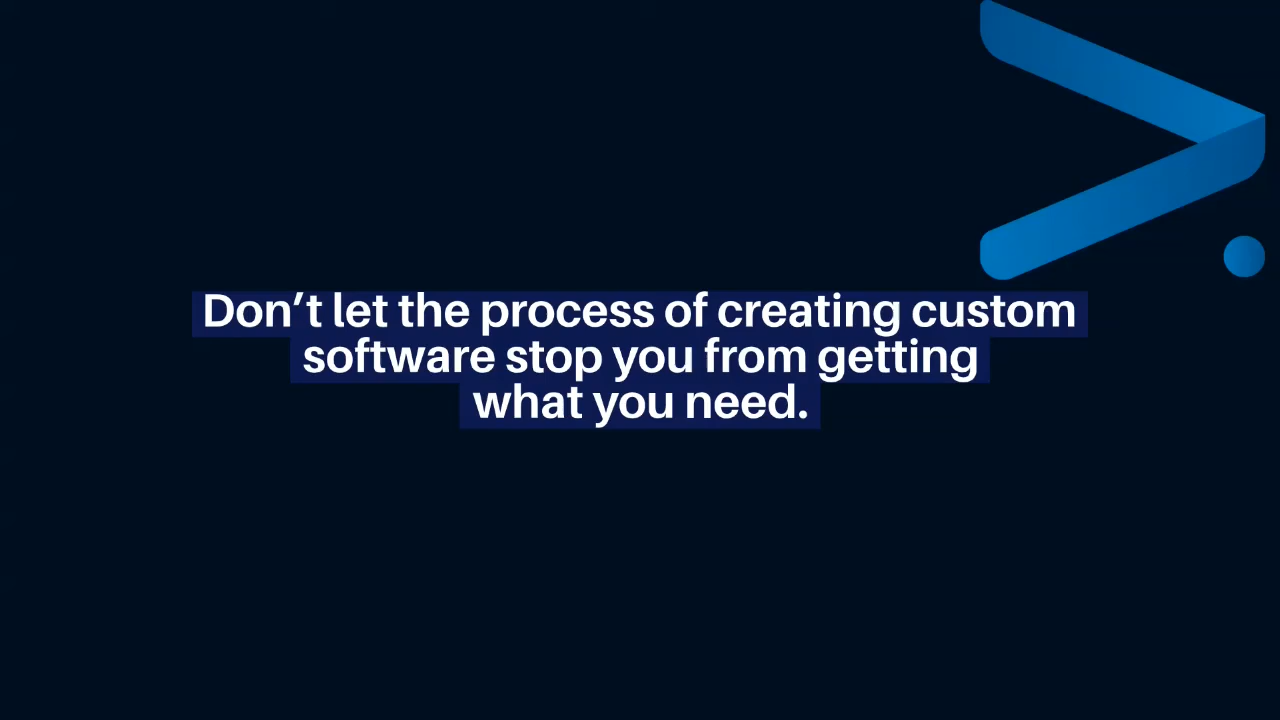 Don’t let the process of creating custom
software stop you from getting
what you need.